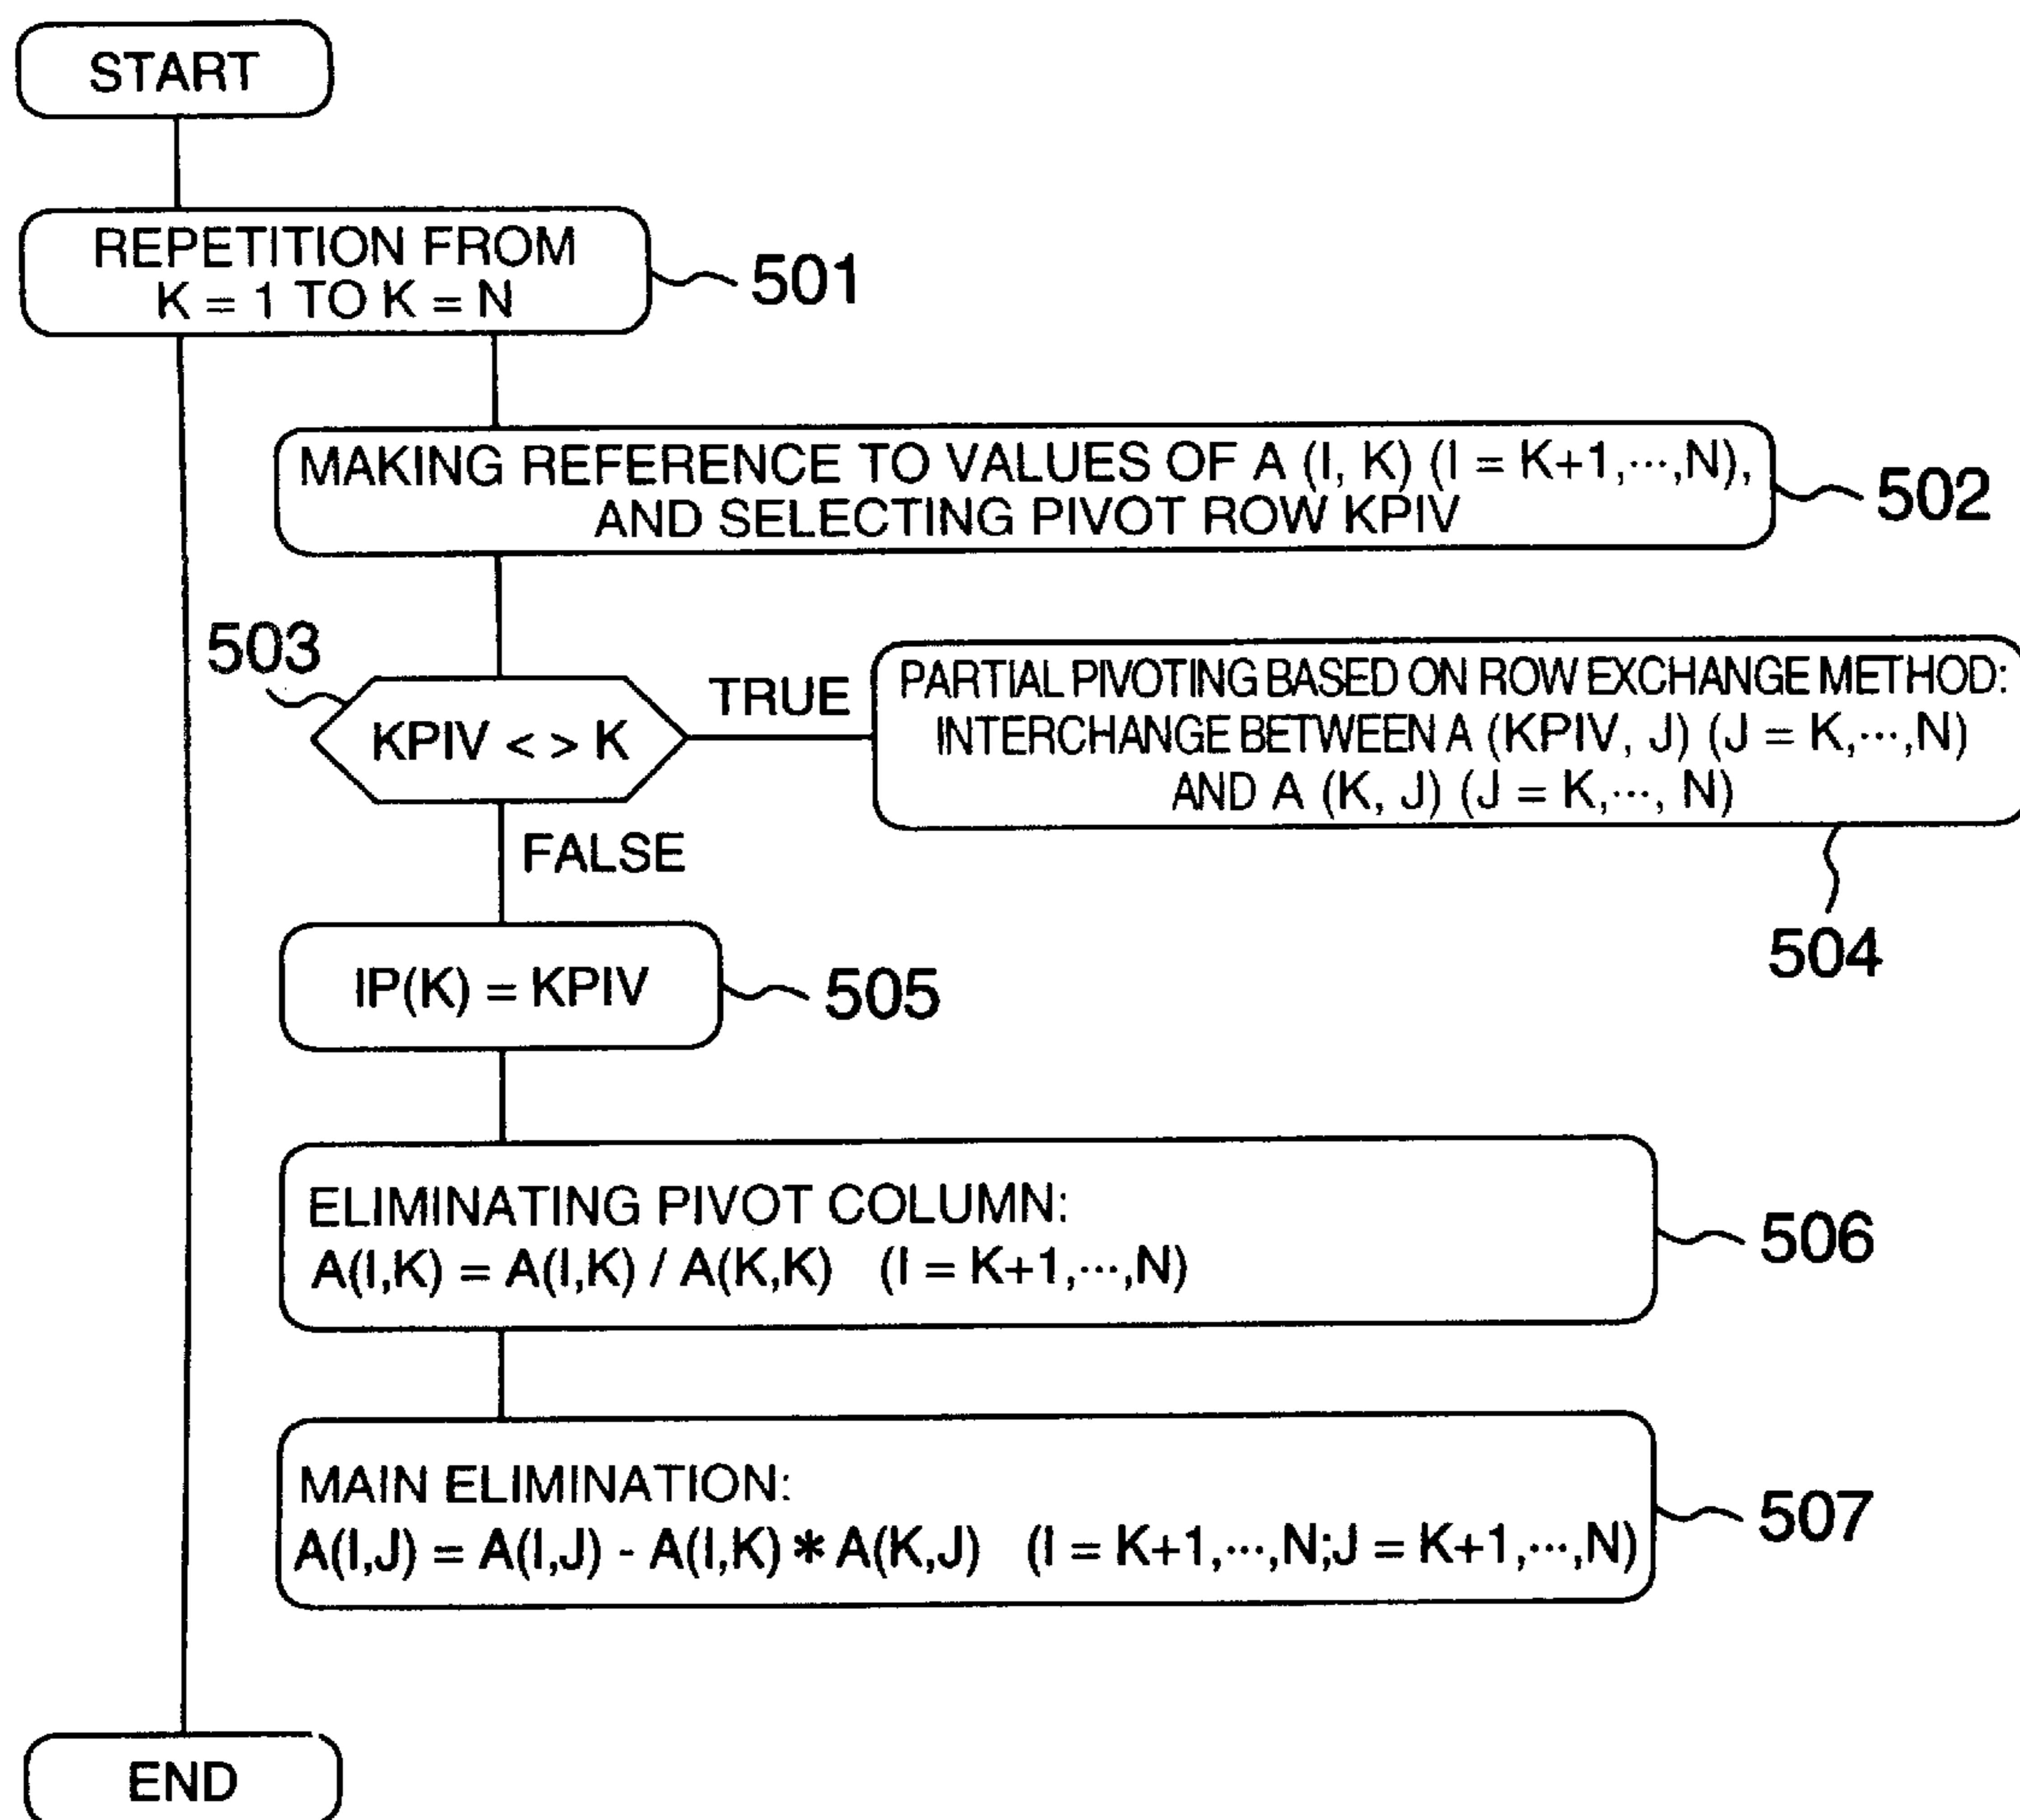 START
REPETITION FROM
K = 1 TO K = N
501
MAKING REFERENCE TO VALUES OF A (I, K) (I = K+1,···,N),
AND SELECTING PIVOT ROW KPIV
502
503
KPIV < > K
TRUE
PARTIAL PIVOTING BASED ON ROW EXCHANGE METHOD:
INTERCHANGE BETWEEN A (KPIV, J) (J = K,···,N)
AND A (K, J) (J = K,···, N)
504
FALSE
IP(K) = KPIV
505
ELIMINATING PIVOT COLUMN:
A(I,K) = A(I,K) / A(K,K) (I = K+1,···,N)
506
MAIN ELIMINATION:
A(I,J) = A(I,J) - A(I,K) * A(K,J) (I = K+1,···,N;J = K+1,···,N)
507
END